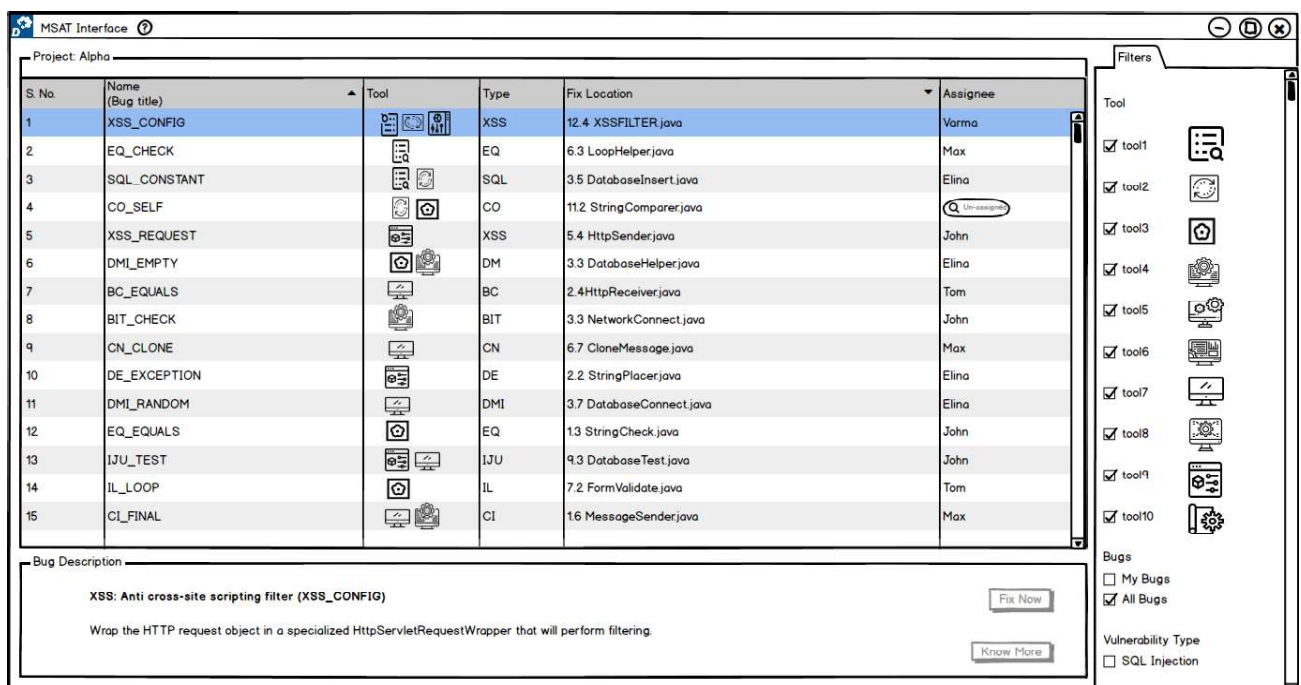 MSAT Interface ?
Project: Alpha
Filters
S. No. Name (Bug title) Tool Type Fix Location Assignee
1 XSS_CONFIG XSS 12.4 XSSFILTER.java Varma
2 EQ_CHECK EQ 6.3 LoopHelper.java Max
3 SQL_CONSTANT SQL 3.5 DatabaseInsert.java Elina
4 CO_SELF CO 11.2 StringComparer.java Un-assigned
5 XSS_REQUEST XSS 5.4 HttpSender.java John
6 DMI_EMPTY DM 3.3 DatabaseHelper.java Elina
7 BC_EQUALS BC 2.4HttpReceiver.java Tom
8 BIT_CHECK BIT 3.3 NetworkConnect.java John
9 CN_CLONE CN 6.7 CloneMessage.java Max
10 DE_EXCEPTION DE 2.2 StringPlacer.java Elina
11 DMI_RANDOM DMI 3.7 DatabaseConnect.java Elina
12 EQ_EQUALS EQ 1.3 StringCheck.java John
13 IJU_TEST IJU 9.3 DatabaseTest.java John
14 IL_LOOP IL 7.2 FormValidate.java Tom
15 CI_FINAL CI 1.6 MessageSender.java Max
Bug Description
XSS: Anti cross-site scripting filter (XSS_CONFIG)
Wrap the HTTP request object in a specialized HttpServletRequestWrapper that will perform filtering.
Fix Now
Know More
Tool
tool1
tool2
tool3
tool4
tool5
tool6
tool7
tool8
tool9
tool10
Bugs
My Bugs
All Bugs
Vulnerability Type
SQL Injection